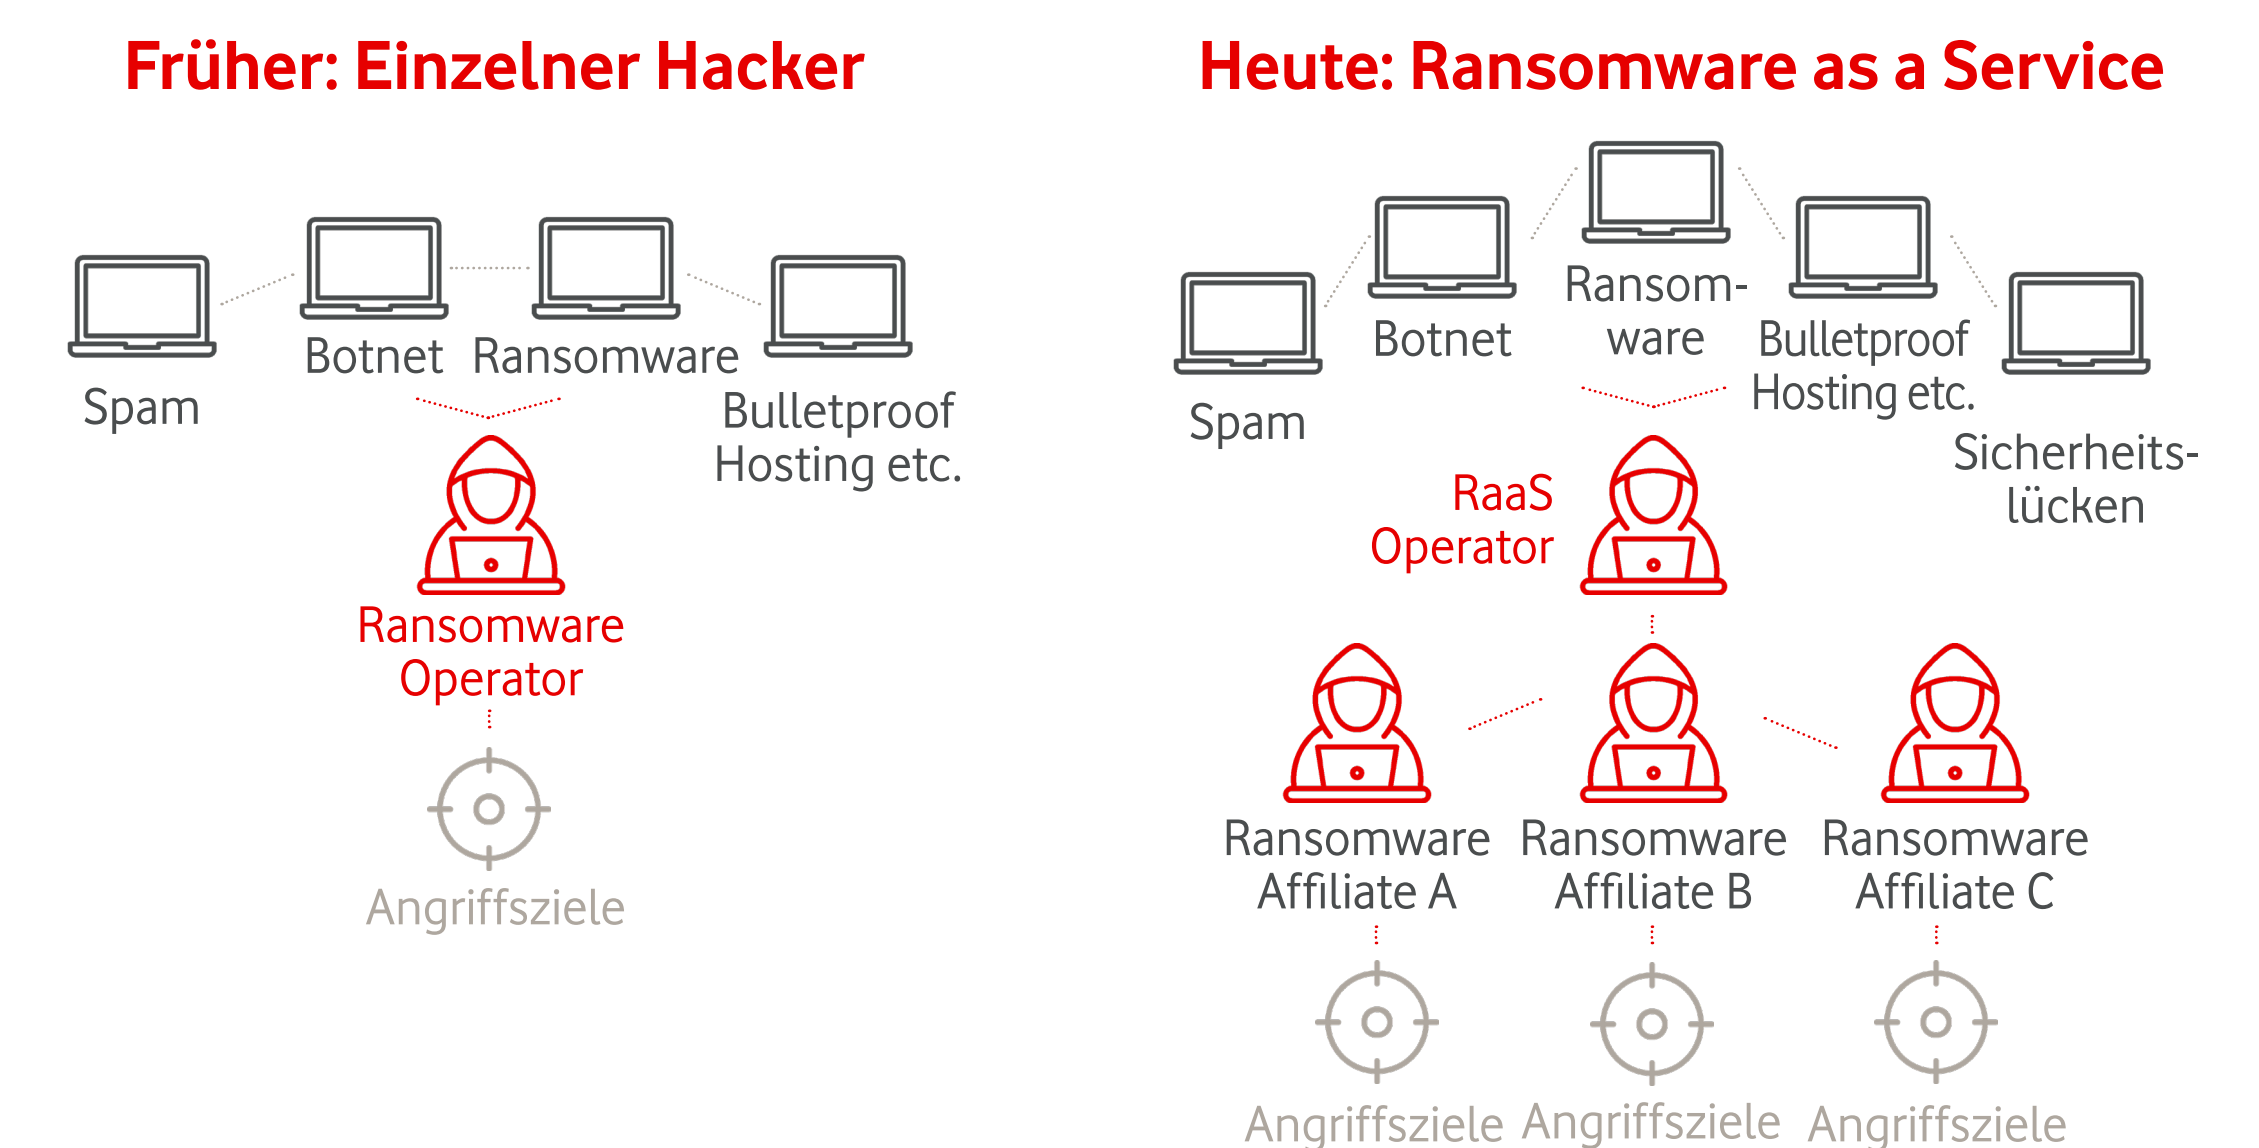 Früher: Einzelner Hacker
Spam
Botnet
Ransomware
Bulletproof
Hosting etc.
Ransomware
Operator
Angriffsziele
Heute: Ransomware as a Service
Spam
Botnet
Ransom-
ware
Bulletproof
Hosting etc.
Sicherheits-
lücken
RaaS
Operator
Ransomware
Affiliate A
Ransomware
Affiliate B
Ransomware
Affiliate C
Angriffsziele
Angriffsziele
Angriffsziele